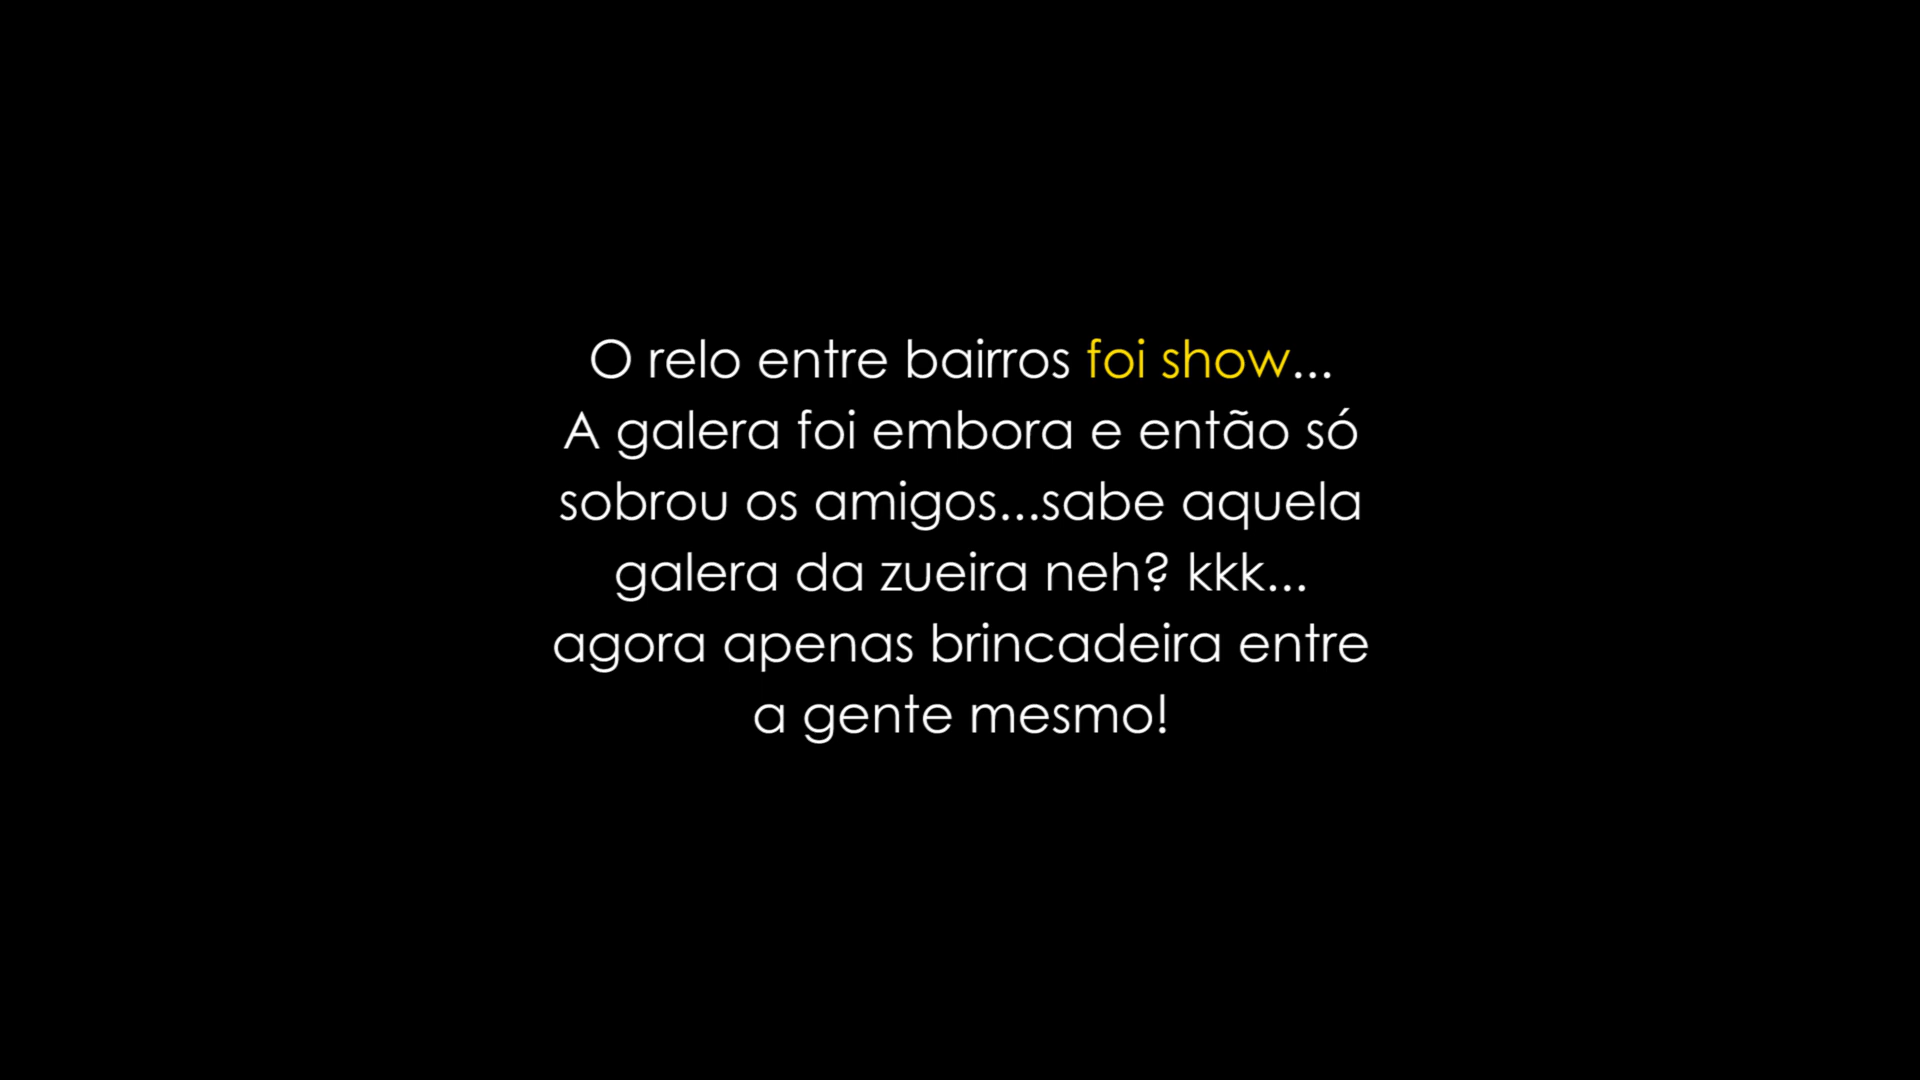 O relo entre bairros foi show...
A galera foi embora e então só
sobrou os amigos...sabe aquela
galera da zueira neh? kkk...
agora apenas brincadeira entre
a gente mesmo!